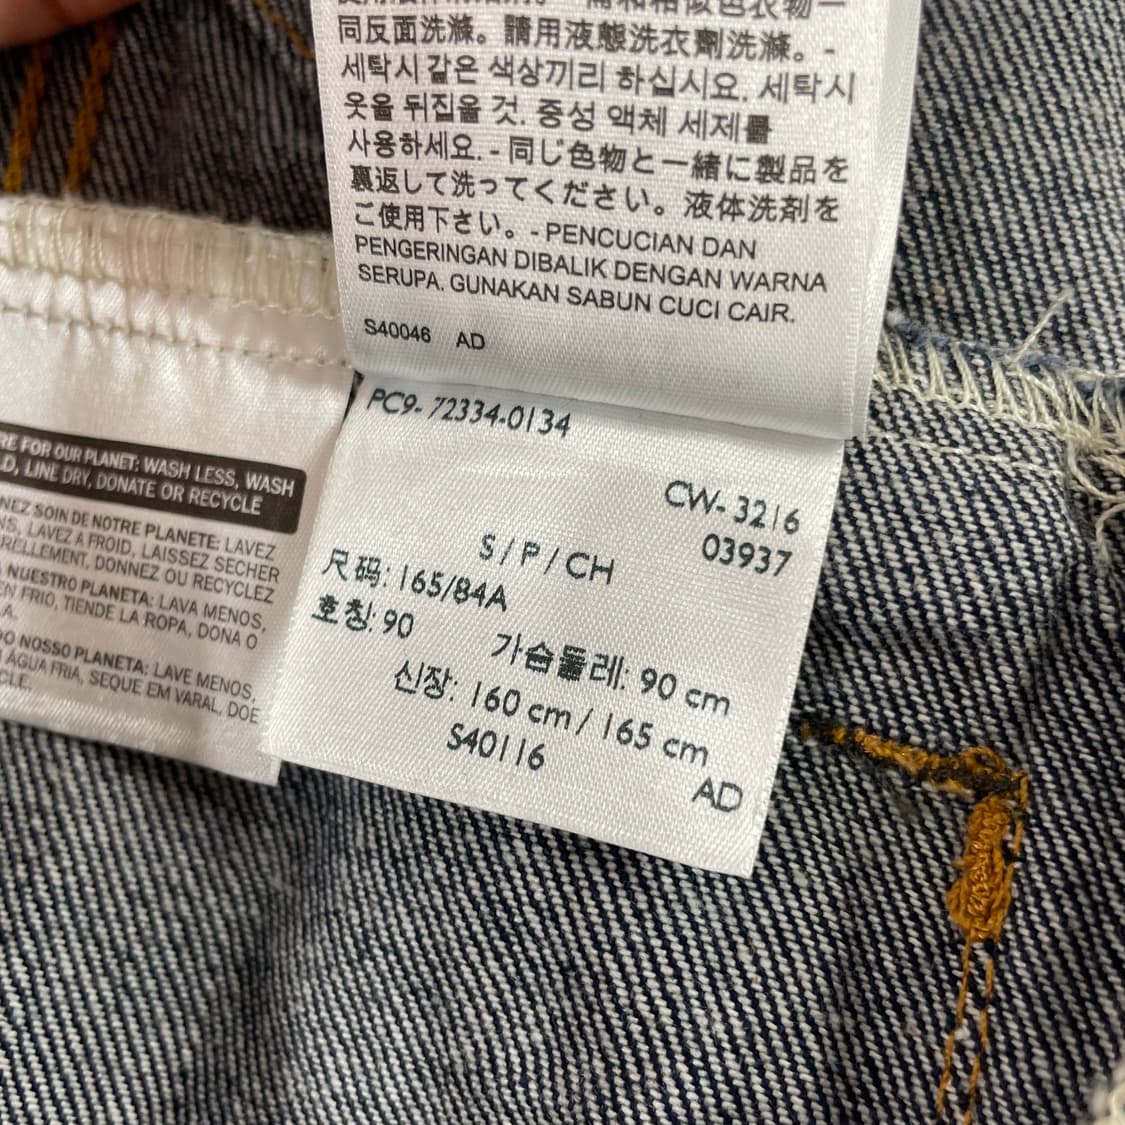 同反面洗滌。請用液態洗衣劑洗滌。-
세탁시 같은 색상끼리 하십시요. 세탁시
옷을 뒤집을 것. 중성 액체 세제를
사용하세요. - 同じ色物と一緒に製品を
裏返して洗ってください。液体洗剤を
ご使用下さい。- PENCUCIAN DAN
PENGERINGAN DIBALIK DENGAN WARNA
SERUPA. GUNAKAN SABUN CUCI CAIR.
S40046 AD
PC9- 72334-0134
CW- 3216
03937
S / P / CH
尺码: 165/84A
호칭: 90
가슴둘레: 90 cm
신장: 160 cm / 165 cm
S40116
AD
FOR OUR PLANET: WASH LESS, WASH
LINE DRY, DONATE OR RECYCLE
SOIN DE NOTRE PLANETE: LAVEZ
LAVEZ À FROID, LAISSEZ SECHER
DONNEZ OU RECYCLEZ
NUESTRO PLANETA: LAVA MENOS,
EN FRIO, TIENDE LA ROPA, DONA O
NOSSO PLANETA: LAVE MENOS,
ÁGUA FRIA, SEQUE EM VARAL, DOE